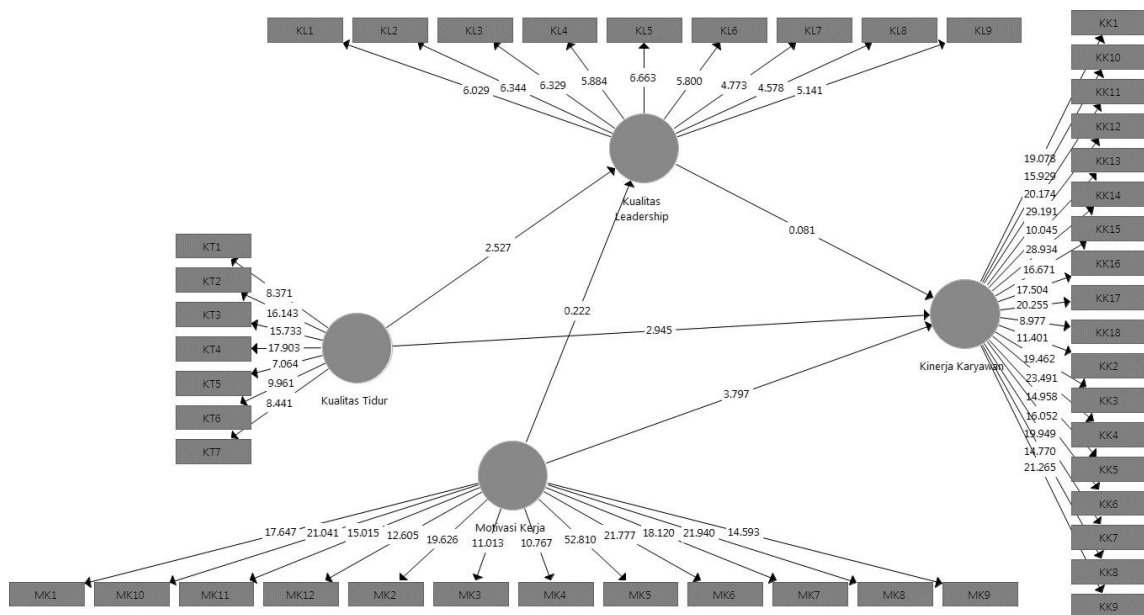 KL1 KL2 KL3 KL4 KL5 KL6 KL7 KL8 KL9
6.029 6.344 6.329 5.884 6.663 5.800 4.773 4.578 5.141
Kualitas
Leadership
2.527
0.222
0.081
2.945
3.797
KT1
KT2
KT3
KT4
KT5
KT6
KT7
8.371
16.143
15.733
17.903
7.064
9.961
8.441
Kualitas Tidur
Motivasi Kerja
17.647 21.041 15.015 12.605 19.626 11.013 10.767 52.810 21.777 18.120 21.940 14.593
MK1 MK10 MK11 MK12 MK2 MK3 MK4 MK5 MK6 MK7 MK8 MK9
Kinerja Karyawan
19.078
15.929
20.174
29.191
10.045
28.934
16.671
17.504
20.255
8.977
11.401
19.462
23.491
14.958
16.052
19.949
14.770
21.265
KK1
KK10
KK11
KK12
KK13
KK14
KK15
KK16
KK17
KK18
KK2
KK3
KK4
KK5
KK6
KK7
KK8
KK9